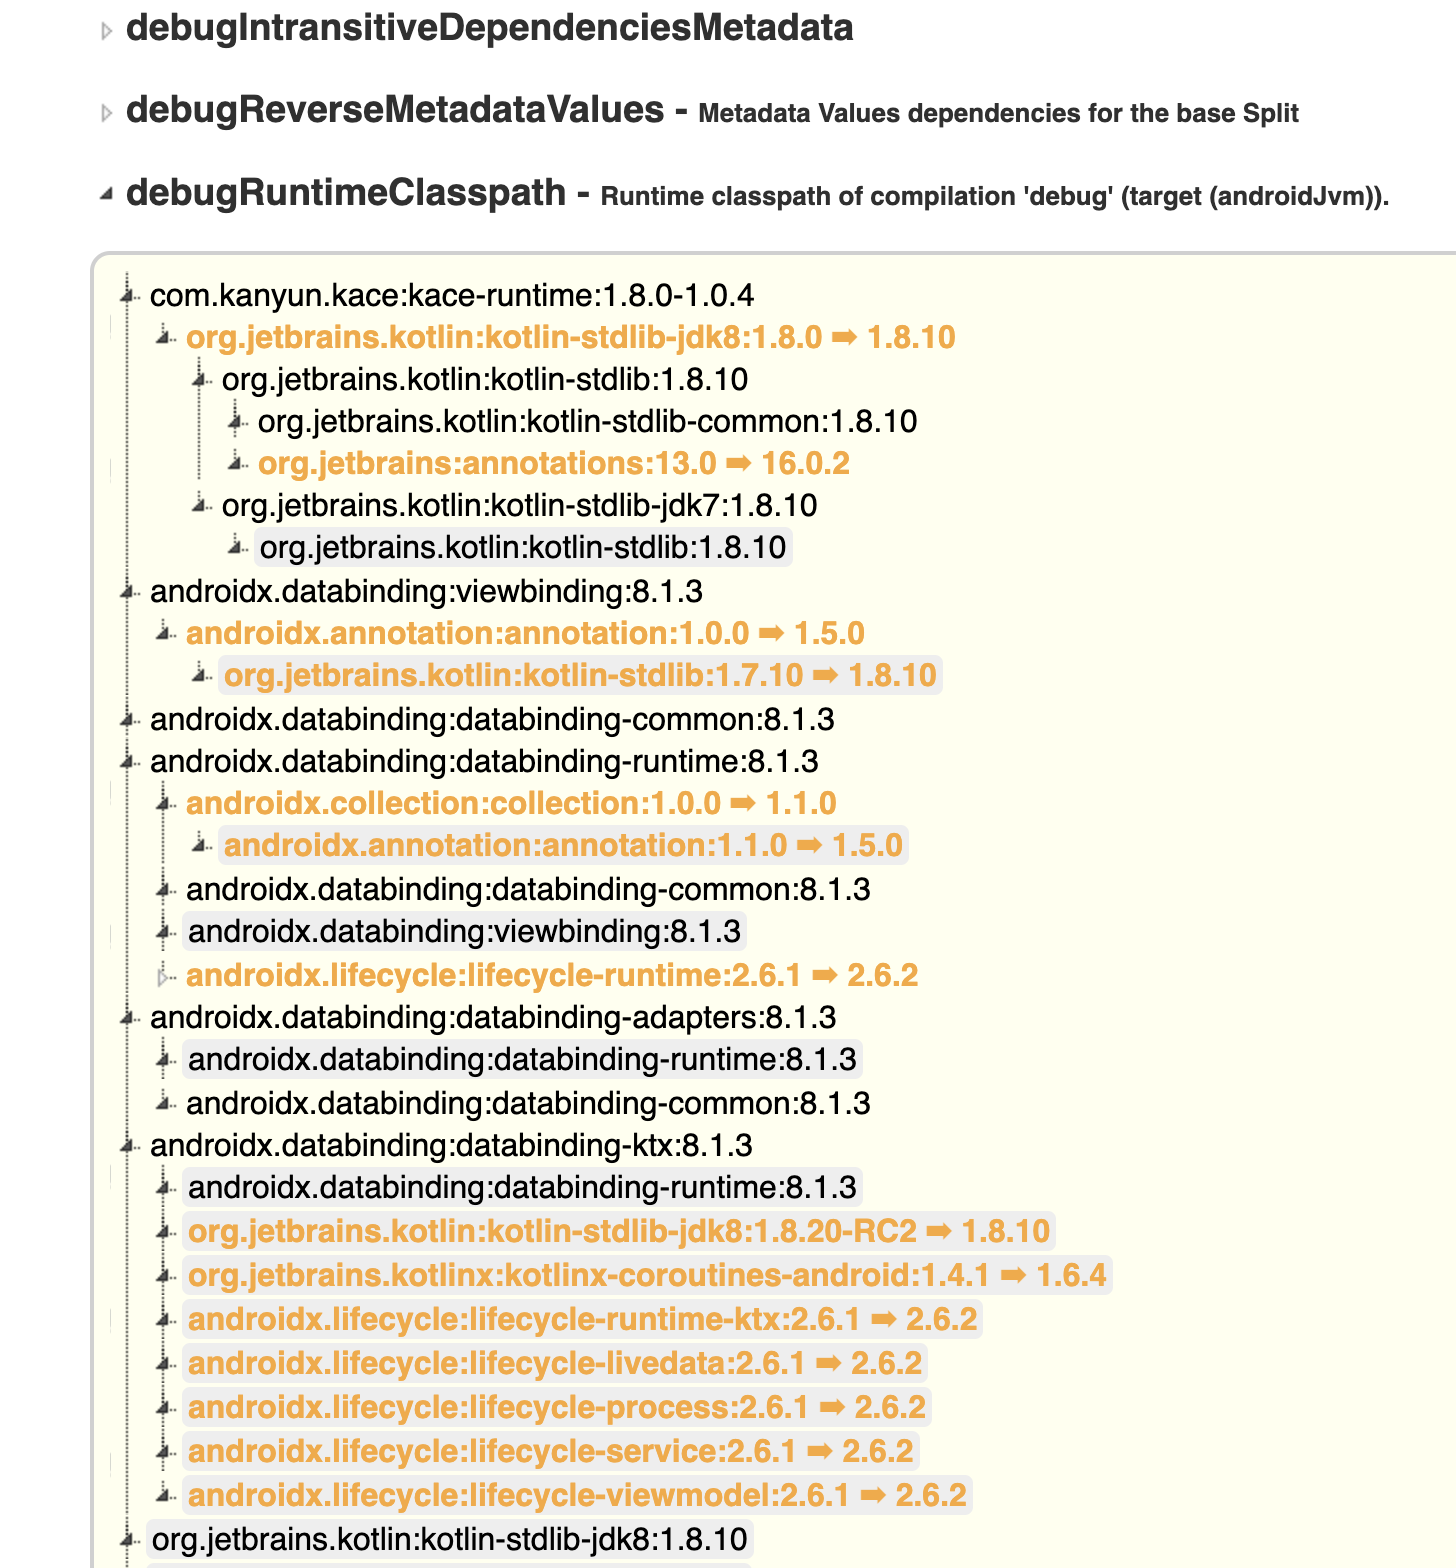 debugIntransitiveDependenciesMetadata
debugReverseMetadataValues - Metadata Values dependencies for the base Split
debugRuntimeClasspath - Runtime classpath of compilation 'debug' (target (androidJvm)).
com.kanyun.kace:kace-runtime:1.8.0-1.0.4
org.jetbrains.kotlin:kotlin-stdlib-jdk8:1.8.0 ➡ 1.8.10
org.jetbrains.kotlin:kotlin-stdlib:1.8.10
org.jetbrains.kotlin:kotlin-stdlib-common:1.8.10
org.jetbrains:annotations:13.0 ➡ 16.0.2
org.jetbrains.kotlin:kotlin-stdlib-jdk7:1.8.10
org.jetbrains.kotlin:kotlin-stdlib:1.8.10
androidx.databinding:viewbinding:8.1.3
androidx.annotation:annotation:1.0.0 ➡ 1.5.0
org.jetbrains.kotlin:kotlin-stdlib:1.7.10 ➡ 1.8.10
androidx.databinding:databinding-common:8.1.3
androidx.databinding:databinding-runtime:8.1.3
androidx.collection:collection:1.0.0 ➡ 1.1.0
androidx.annotation:annotation:1.1.0 ➡ 1.5.0
androidx.databinding:databinding-common:8.1.3
androidx.databinding:viewbinding:8.1.3
androidx.lifecycle:lifecycle-runtime:2.6.1 ➡ 2.6.2
androidx.databinding:databinding-adapters:8.1.3
androidx.databinding:databinding-runtime:8.1.3
androidx.databinding:databinding-common:8.1.3
androidx.databinding:databinding-ktx:8.1.3
androidx.databinding:databinding-runtime:8.1.3
org.jetbrains.kotlin:kotlin-stdlib-jdk8:1.8.20-RC2 ➡ 1.8.10
org.jetbrains.kotlinx:kotlinx-coroutines-android:1.4.1 ➡ 1.6.4
androidx.lifecycle:lifecycle-runtime-ktx:2.6.1 ➡ 2.6.2
androidx.lifecycle:lifecycle-livedata:2.6.1 ➡ 2.6.2
androidx.lifecycle:lifecycle-process:2.6.1 ➡ 2.6.2
androidx.lifecycle:lifecycle-service:2.6.1 ➡ 2.6.2
androidx.lifecycle:lifecycle-viewmodel:2.6.1 ➡ 2.6.2
org.jetbrains.kotlin:kotlin-stdlib-jdk8:1.8.10